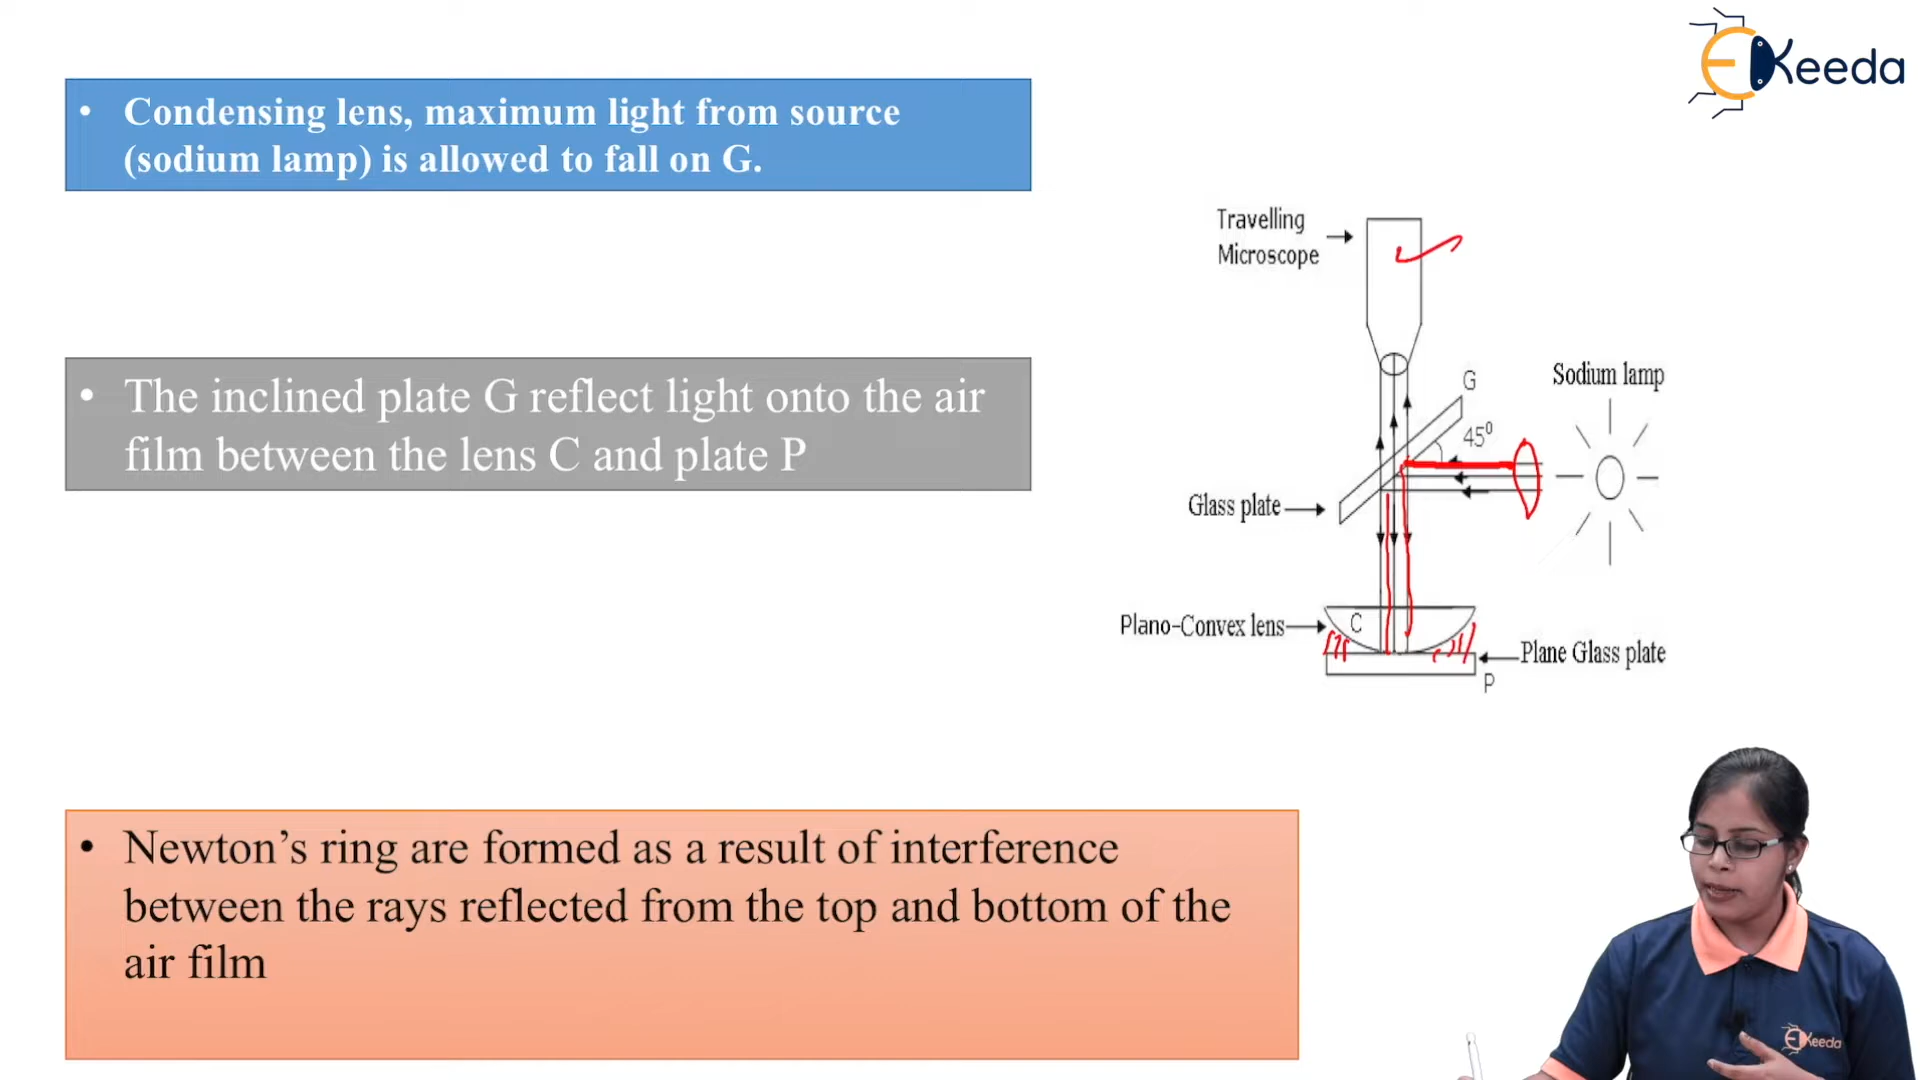 EKeeda
• Condensing lens, maximum light from source
(sodium lamp) is allowed to fall on G.
• The inclined plate G reflect light onto the air
film between the lens C and plate P
• Newton’s ring are formed as a result of interference
between the rays reflected from the top and bottom of the
air film
Travelling
Microscope
G
Sodium lamp
45⁰
Glass plate
Plano-Convex lens
C
Plane Glass plate
P
EKeeda